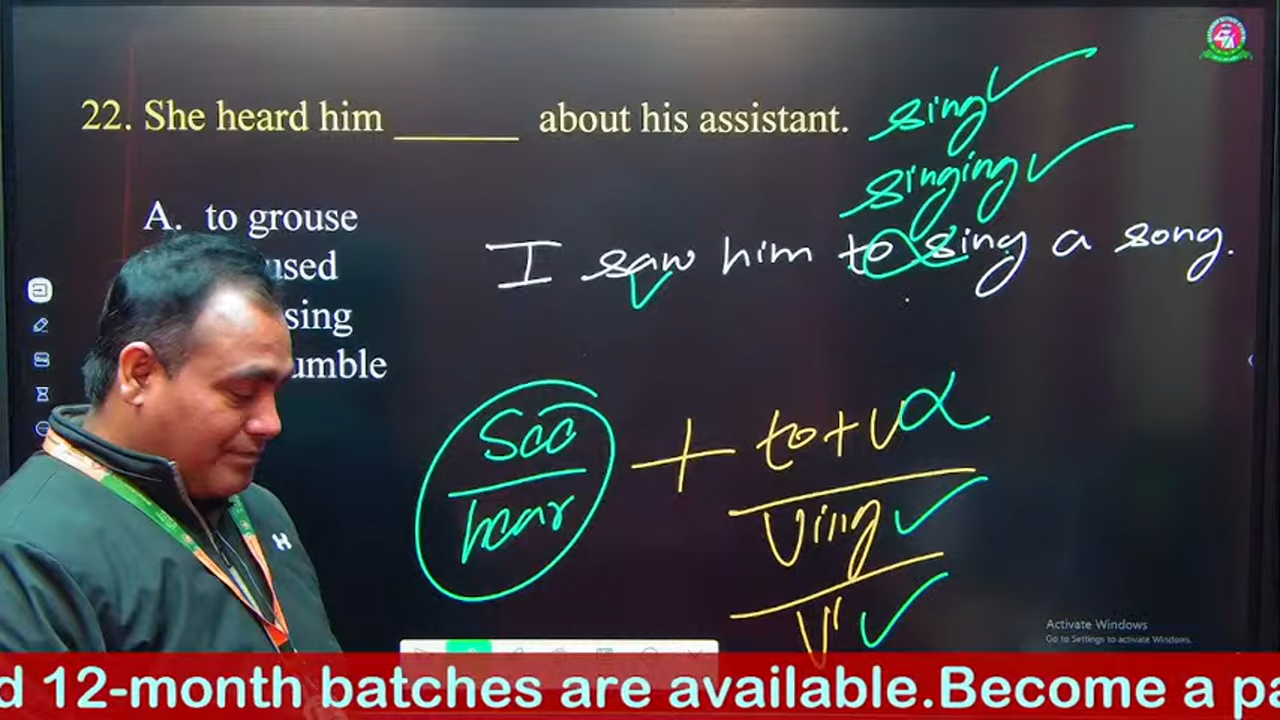 22. She heard him ______ about his assistant.
sing
singing
A. to grouse
used
I saw him to sing a song.
sing
umble
See
hear
+
to+V
Ving
V1
Activate Windows
Go to Settings to activate Windows.
d 12-month batches are available.Become a pa